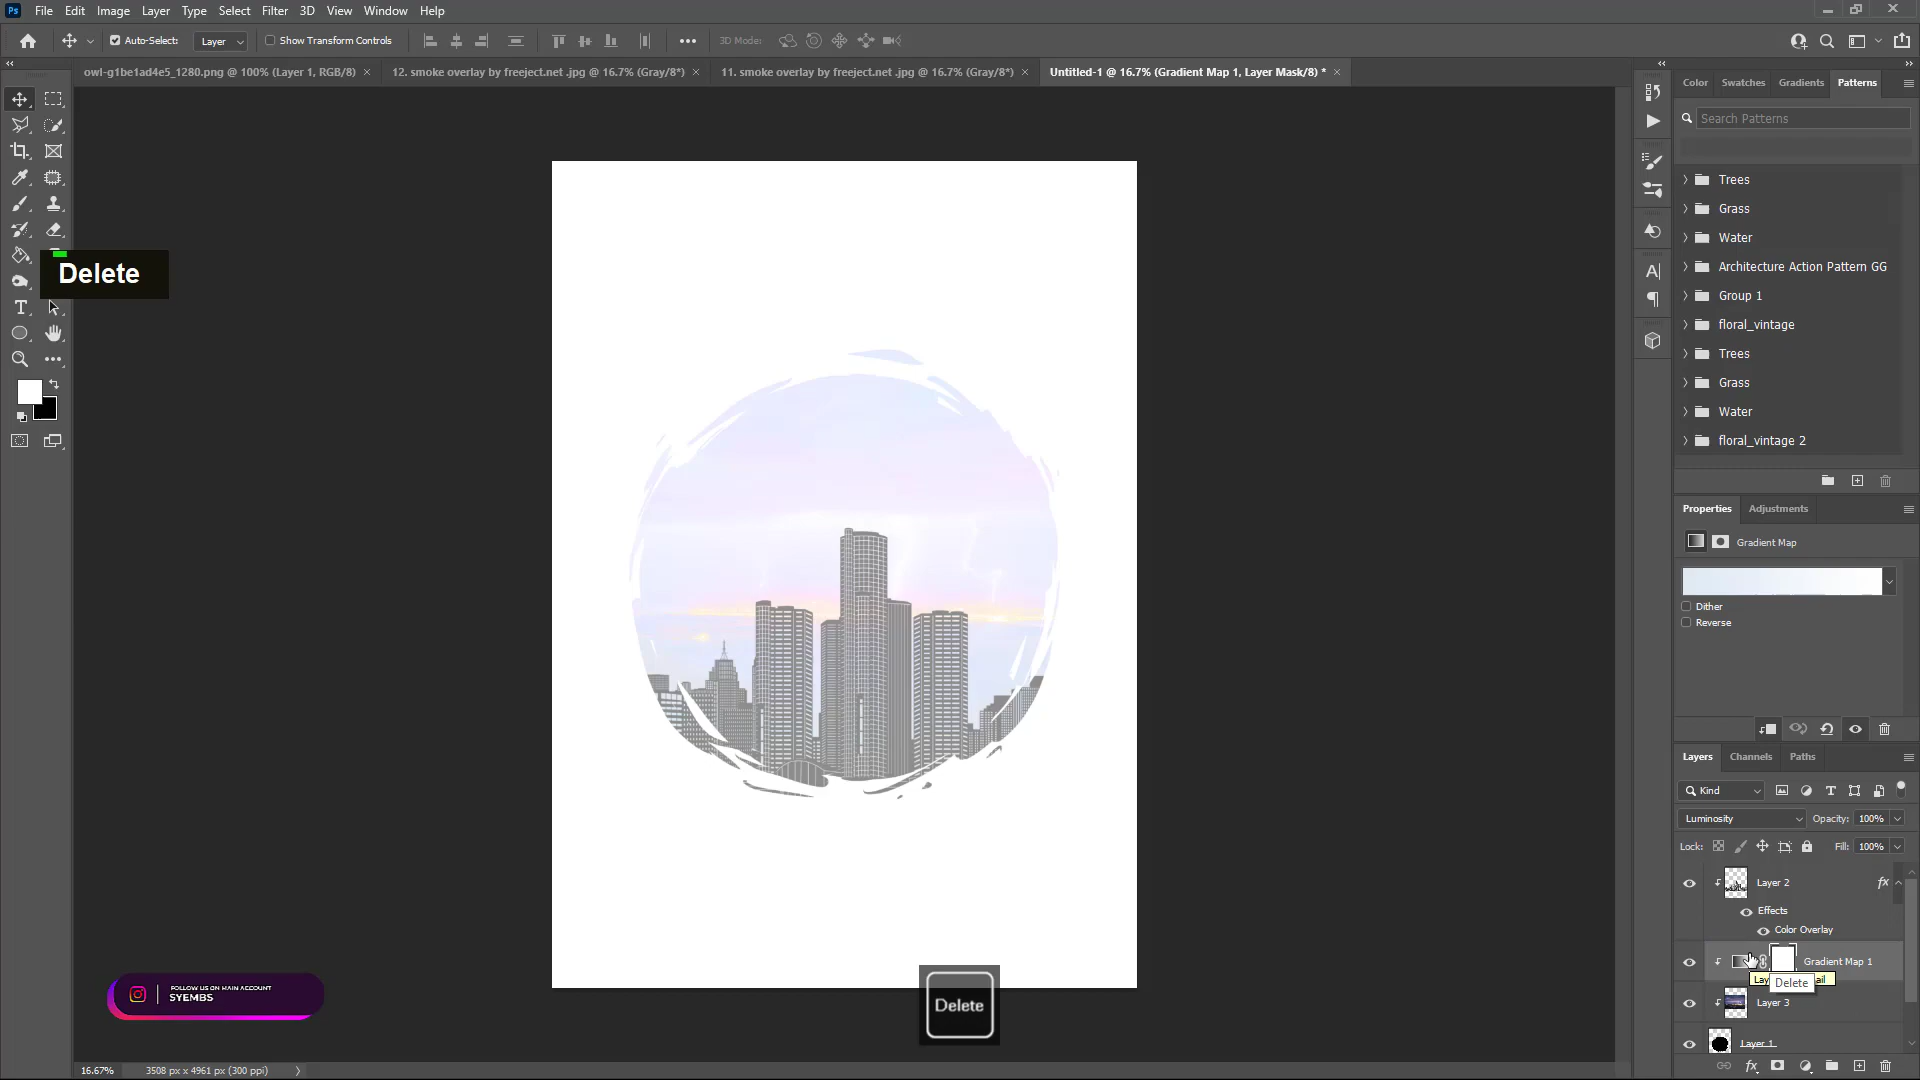 Ps File Edit Image Layer Type Select Filter 3D View Window Help
Auto-Select: Layer Show Transform Controls 3D Mode:
owl-g1be1ad4e5_1280.png @ 100% (Layer 1, RGB/8) × 12. smoke overlay by freeject.net .jpg @ 16.7% (Gray/8*) × 11. smoke overlay by freeject.net .jpg @ 16.7% (Gray/8*) × Untitled-1 @ 16.7% (Gradient Map 1, Layer Mask/8) * ×
Color Swatches Gradients Patterns
Search Patterns
Trees
Grass
Water
Architecture Action Pattern GG
Group 1
floral_vintage
Trees
Grass
Water
floral_vintage 2
Delete
Properties Adjustments
Gradient Map
Dither
Reverse
Layers Channels Paths
Kind
Luminosity Opacity: 100%
Lock: Fill: 100%
Layer 2 fx
Effects
Color Overlay
Gradient Map 1
Delete
Layer 3
Layer 1
FOLLOW US ON MAIN ACCOUNT
SYEMBS
Delete
16.67% 3508 px x 4961 px (300 ppi)